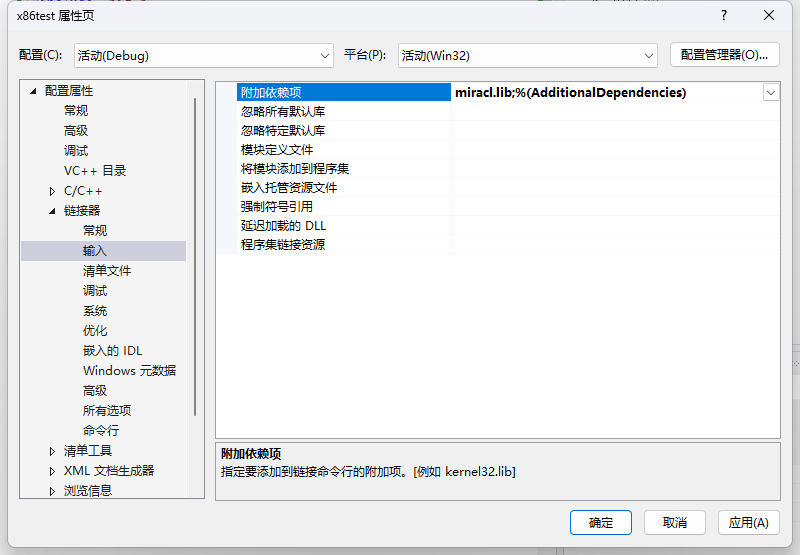 x86test 属性页
配置(C): 活动(Debug) 平台(P): 活动(Win32) 配置管理器(O)...
配置属性
常规
高级
调试
VC++ 目录
C/C++
链接器
常规
输入
清单文件
调试
系统
优化
嵌入的 IDL
Windows 元数据
高级
所有选项
命令行
清单工具
XML 文档生成器
浏览信息
附加依赖项 miracl.lib;%(AdditionalDependencies)
忽略所有默认库
忽略特定默认库
模块定义文件
将模块添加到程序集
嵌入托管资源文件
强制符号引用
延迟加载的 DLL
程序集链接资源
附加依赖项
指定要添加到链接命令行的附加项。[例如 kernel32.lib]
确定 取消 应用(A)